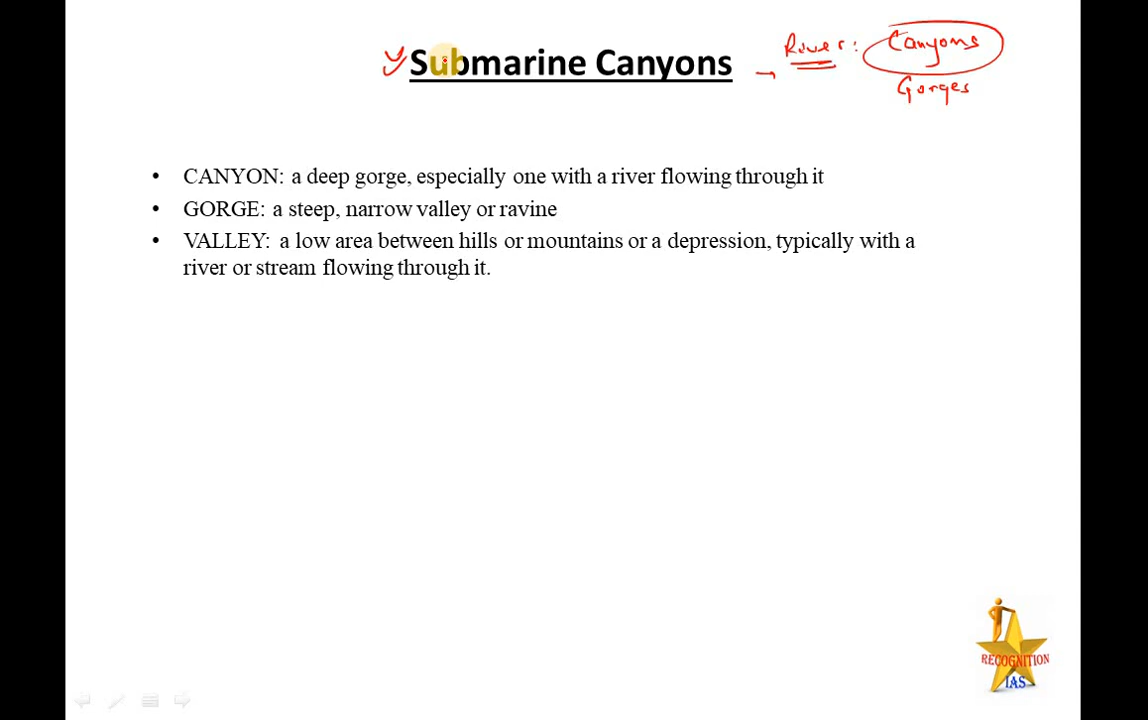 Submarine Canyons
River: Canyons
Gorges
• CANYON: a deep gorge, especially one with a river flowing through it
• GORGE: a steep, narrow valley or ravine
• VALLEY: a low area between hills or mountains or a depression, typically with a
river or stream flowing through it.
RECOGNITION
IAS